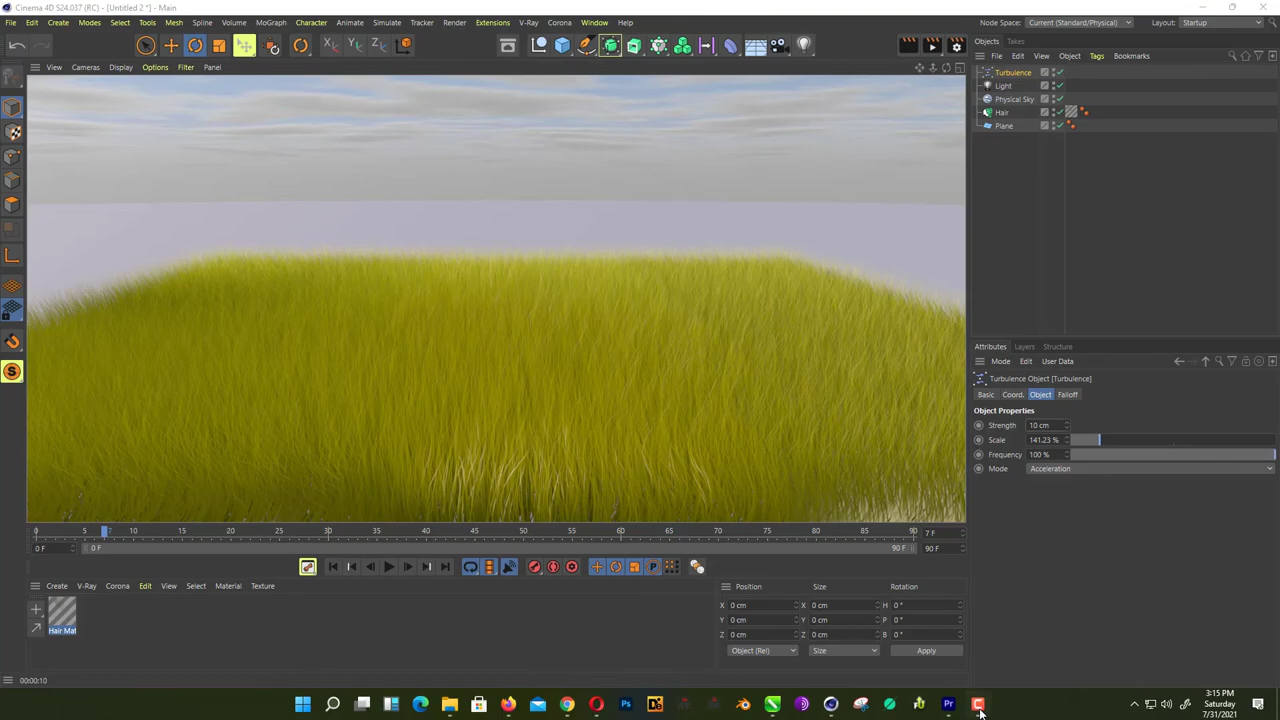 Cinema 4D S24.037 (RC) - [Untitled 2 *] - Main
File Edit Create Modes Select Tools Mesh Spline Volume MoGraph Character Animate Simulate Tracker Render Extensions V-Ray Corona Window Help
Node Space: Current (Standard/Physical) Layout: Startup
Objects Takes
View Cameras Display Options Filter Panel
File Edit View Object Tags Bookmarks
Turbulence
Light
Physical Sky
Hair
Plane
Attributes Layers Structure
Mode Edit User Data
Turbulence Object [Turbulence]
Basic Coord. Object Falloff
Object Properties
Strength 10 cm
Scale 141.23 %
Frequency 100 %
Mode Acceleration
0 5 7 10 15 20 25 30 35 40 45 50 55 60 65 70 75 80 85 90 7 F
0 F 0 F 90 F 90 F
Create V-Ray Corona Edit View Select Material Texture
Hair Mat
Position Size Rotation
X 0 cm X 0 cm H 0 °
Y 0 cm Y 0 cm P 0 °
Z 0 cm Z 0 cm B 0 °
Object (Rel) Size Apply
00:00:10
3:15 PM
Saturday
7/31/2021